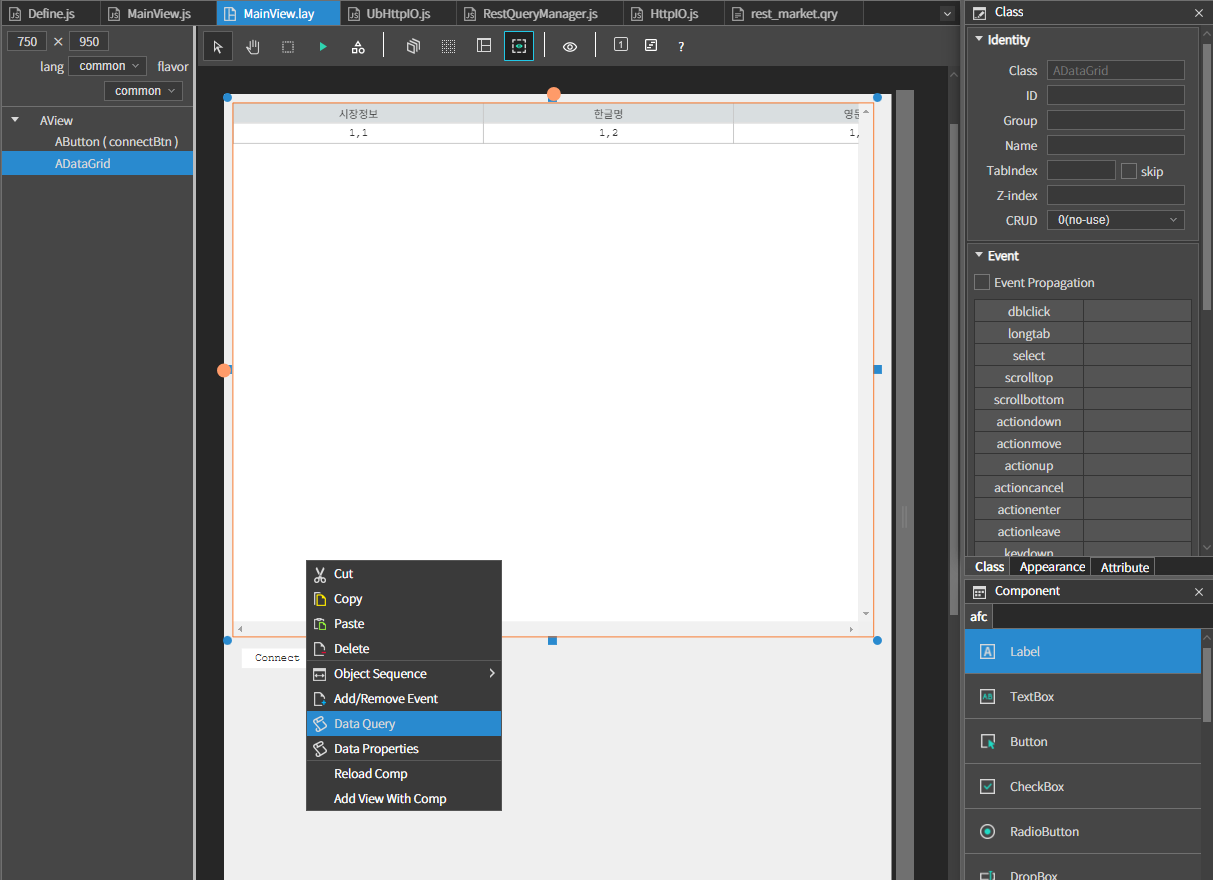 Define.js
MainView.js
MainView.lay
UbHttpIO.js
RestQueryManager.js
HttpIO.js
rest_market.qry
750 × 950
lang common flavor
common
AView
AButton ( connectBtn )
ADataGrid
1
?
시장정보 한글명 영문
1,1 1,2 1,
Connect
Cut
Copy
Paste
Delete
Object Sequence
Add/Remove Event
Data Query
Data Properties
Reload Comp
Add View With Comp
Class
Identity
Class ADataGrid
ID
Group
Name
TabIndex skip
Z-index
CRUD 0(no-use)
Event
Event Propagation
dblclick
longtab
select
scrolltop
scrollbottom
actiondown
actionmove
actionup
actioncancel
actionenter
actionleave
keydown
Class Appearance Attribute
Component
afc
Label
TextBox
Button
CheckBox
RadioButton
DropBox